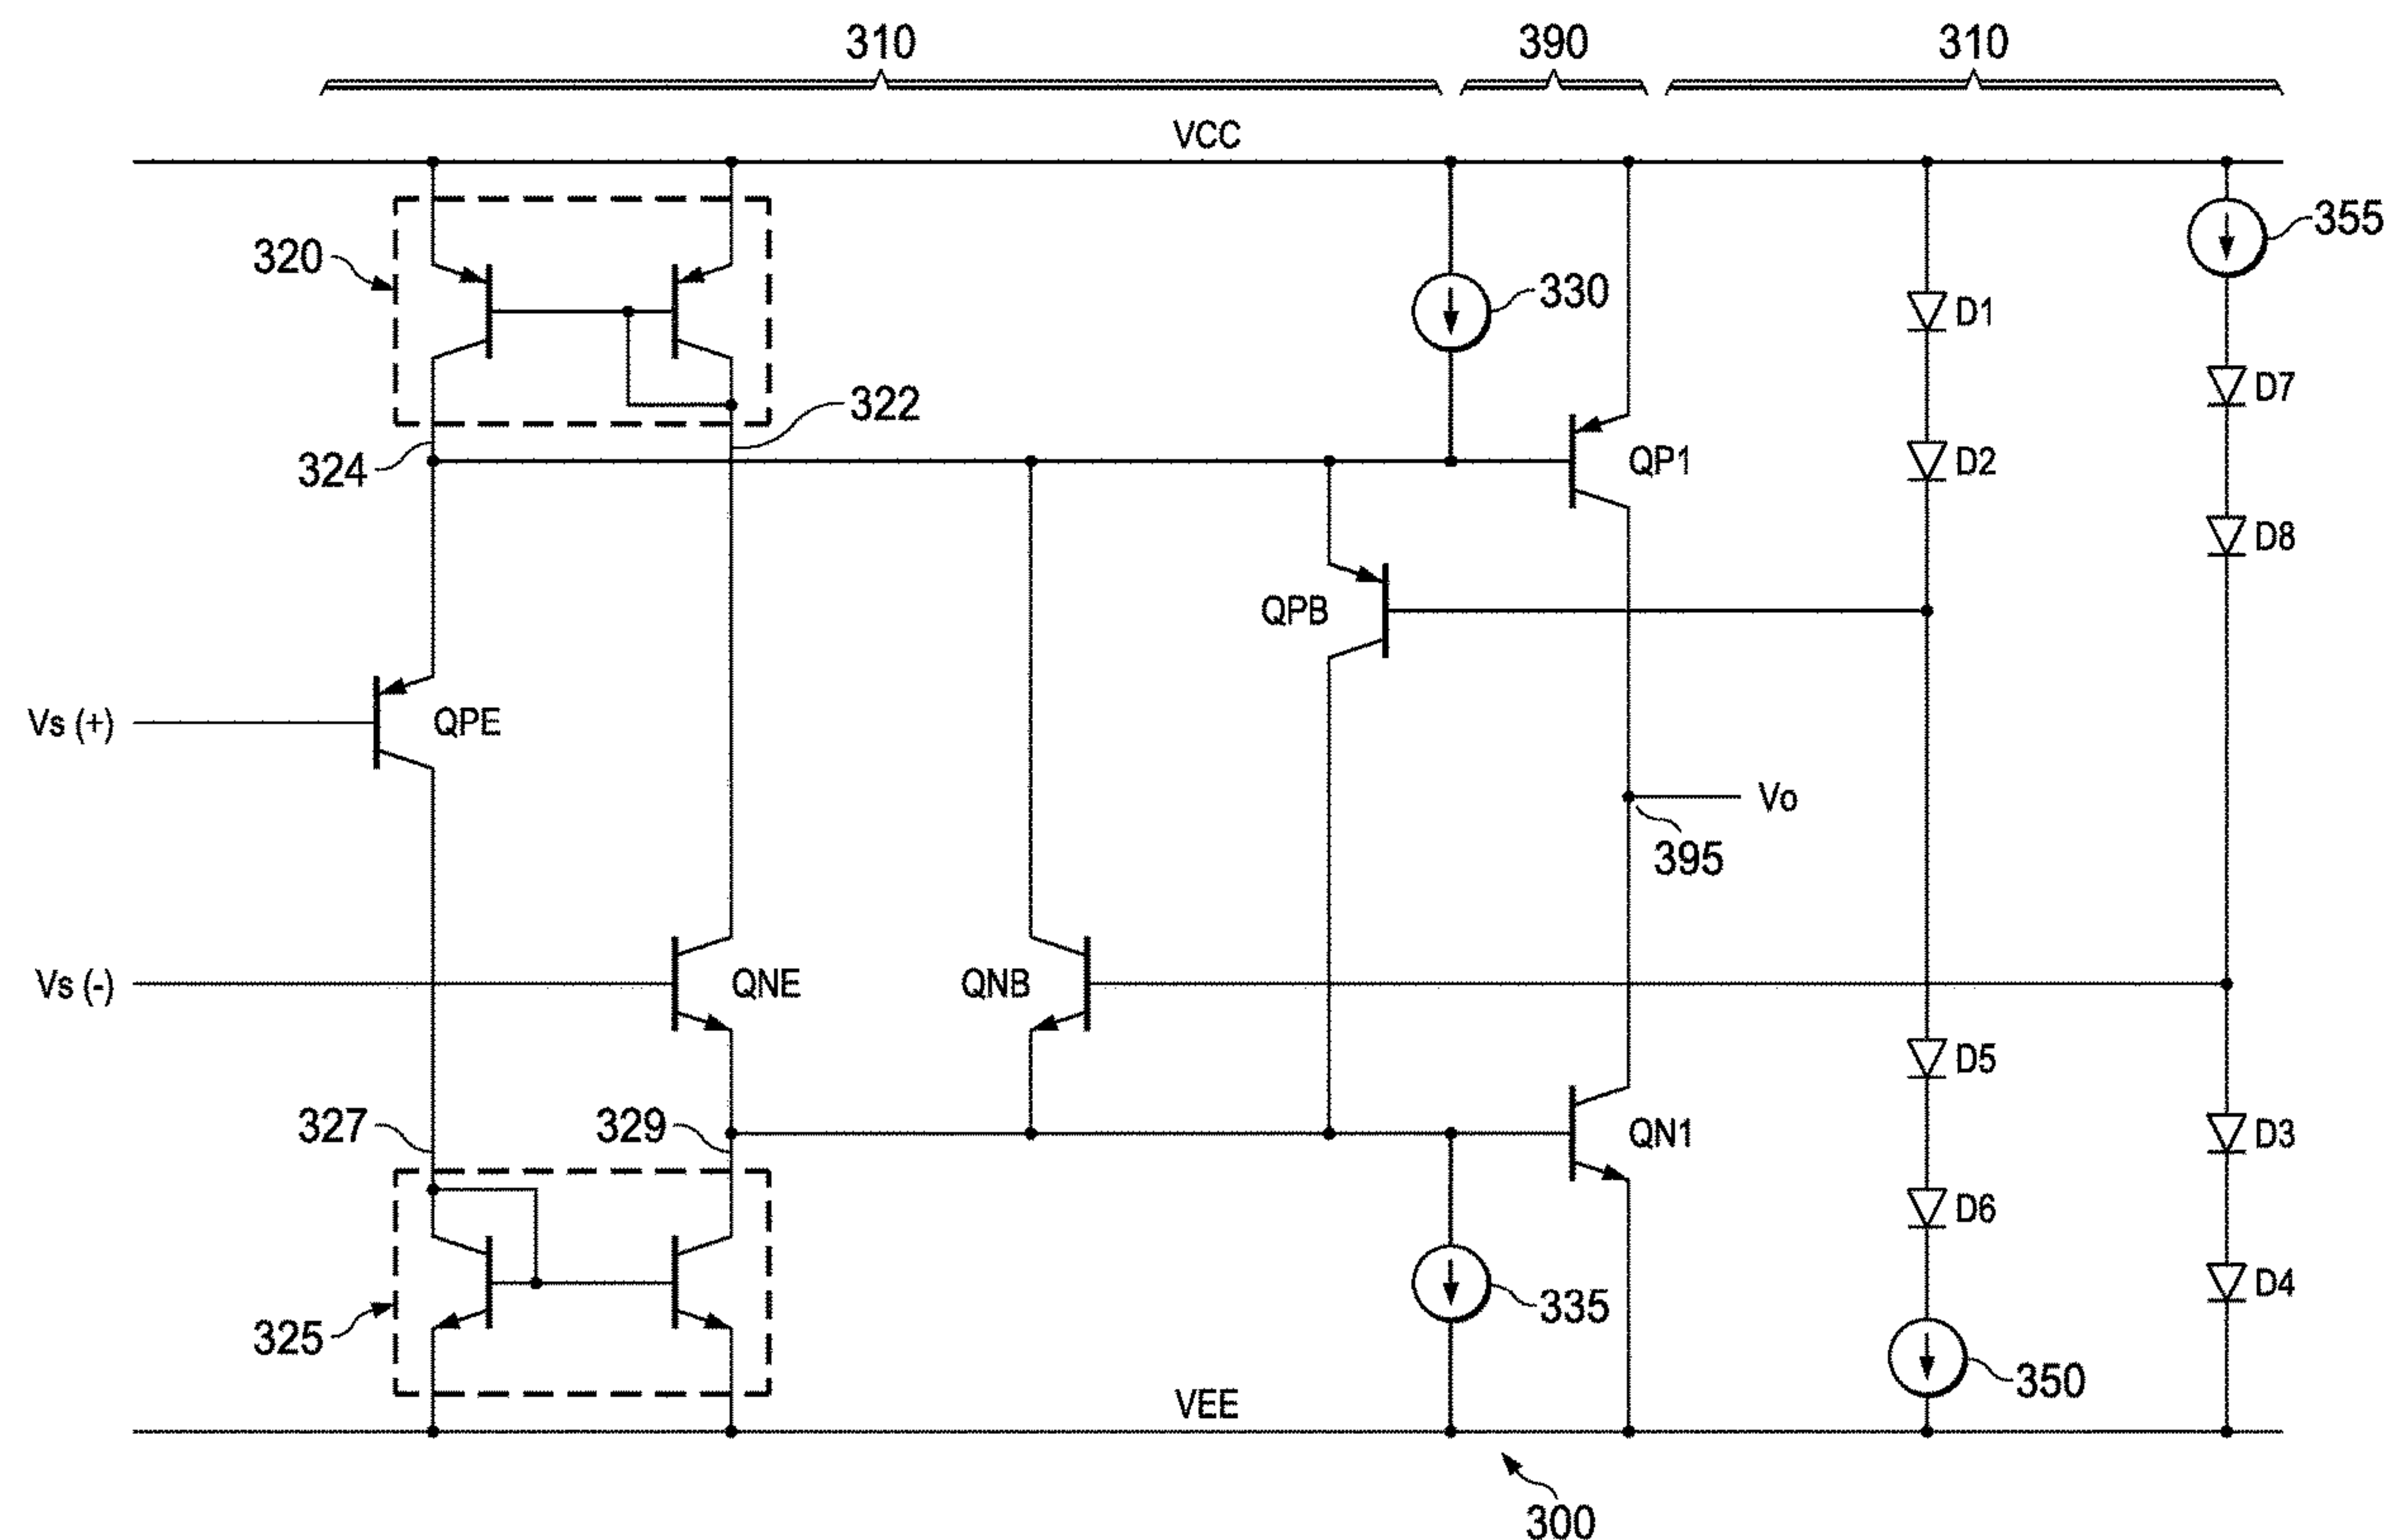 310
390
310
VCC
355
320
330
D1
D7
322
324
QP1
D2
D8
QPB
Vs (+)
QPE
Vo
395
Vs (-)
QNE
QNB
D5
327
329
QN1
D3
D6
D4
325
335
350
VEE
300